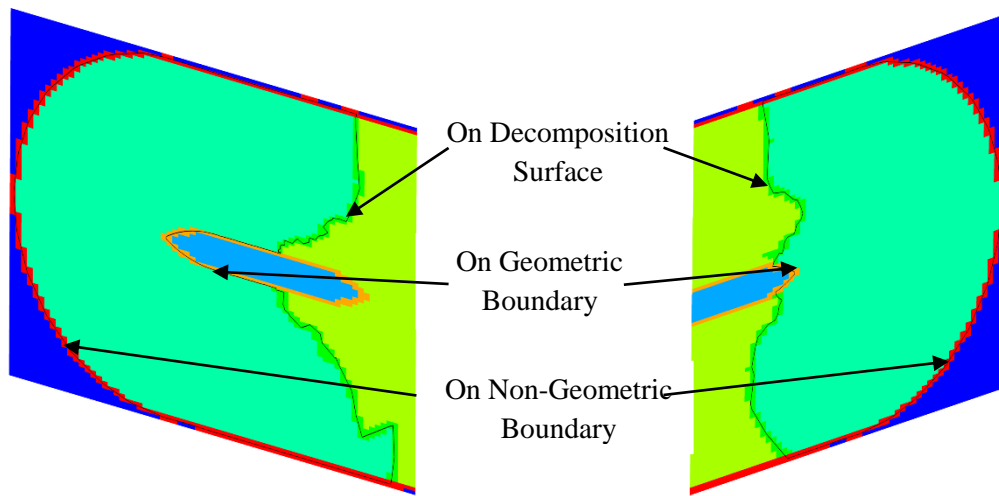 On Decomposition
Surface
On Geometric
Boundary
On Non-Geometric
Boundary